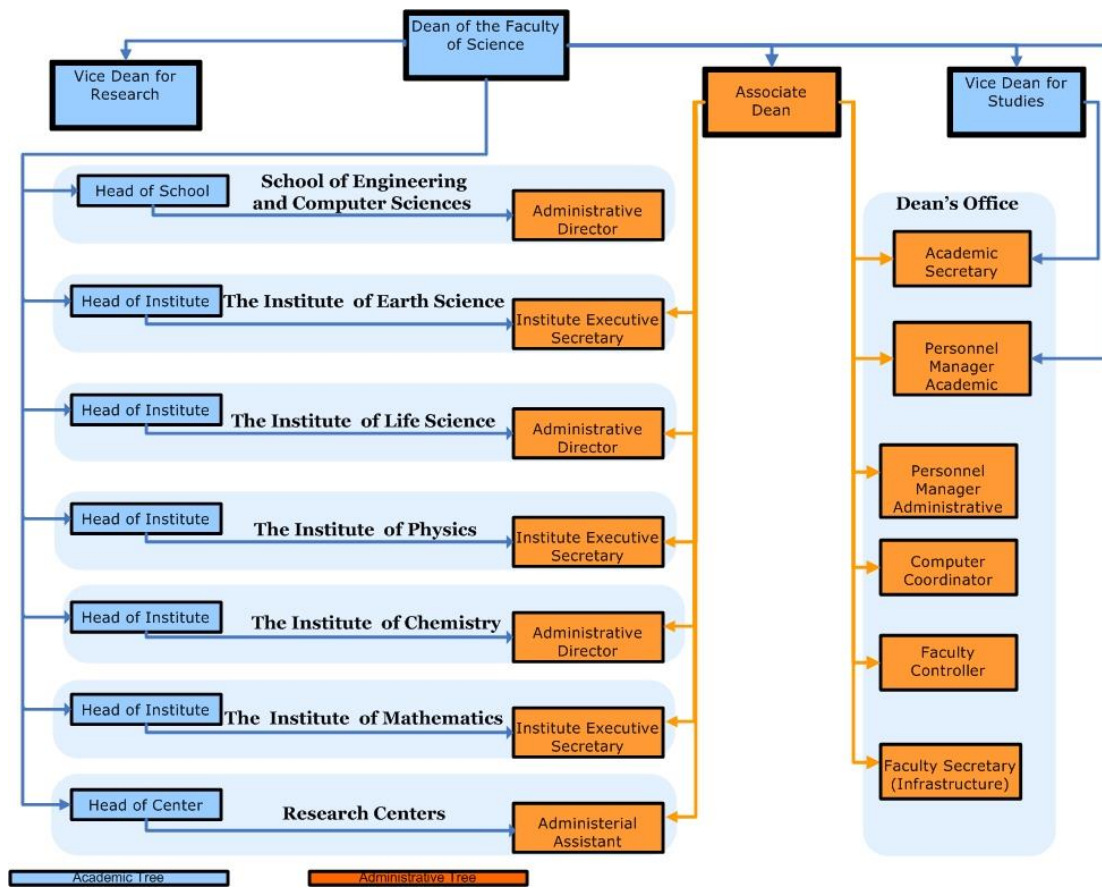 Dean of the Faculty
of Science
Vice Dean for
Research
Associate
Dean
Vice Dean for
Studies
Head of School
School of Engineering
and Computer Sciences
Administrative
Director
Head of Institute
The Institute of Earth Science
Institute Executive
Secretary
Head of Institute
The Institute of Life Science
Administrative
Director
Head of Institute
The Institute of Physics
Institute Executive
Secretary
Head of Institute
The Institute of Chemistry
Administrative
Director
Head of Institute
The Institute of Mathematics
Institute Executive
Secretary
Head of Center
Research Centers
Administerial
Assistant
Dean's Office
Academic
Secretary
Personnel
Manager
Academic
Personnel
Manager
Administrative
Computer
Coordinator
Faculty
Controller
Faculty Secretary
(Infrastructure)
Academic Tree
Administrative Tree